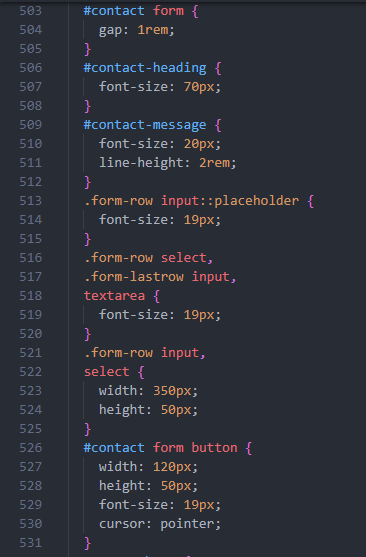 503 #contact form {
504 gap: 1rem;
505 }
506 #contact-heading {
507 font-size: 70px;
508 }
509 #contact-message {
510 font-size: 20px;
511 line-height: 2rem;
512 }
513 .form-row input::placeholder {
514 font-size: 19px;
515 }
516 .form-row select,
517 .form-lastrow input,
518 textarea {
519 font-size: 19px;
520 }
521 .form-row input,
522 select {
523 width: 350px;
524 height: 50px;
525 }
526 #contact form button {
527 width: 120px;
528 height: 50px;
529 font-size: 19px;
530 cursor: pointer;
531 }